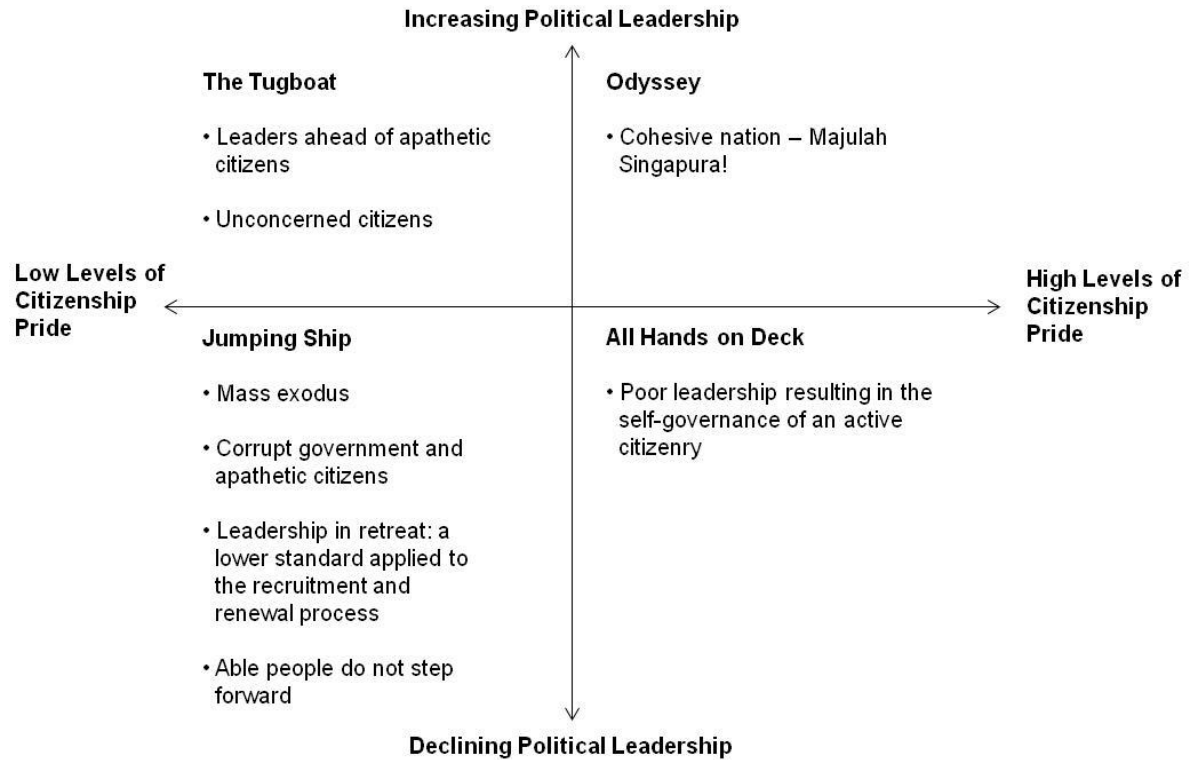 Increasing Political Leadership
The Tugboat
• Leaders ahead of apathetic
citizens
• Unconcerned citizens
Odyssey
• Cohesive nation – Majulah
Singapura!
Low Levels of
Citizenship
Pride
High Levels of
Citizenship
Pride
Jumping Ship
• Mass exodus
• Corrupt government and
apathetic citizens
• Leadership in retreat: a
lower standard applied to
the recruitment and
renewal process
• Able people do not step
forward
All Hands on Deck
• Poor leadership resulting in the
self-governance of an active
citizenry
Declining Political Leadership